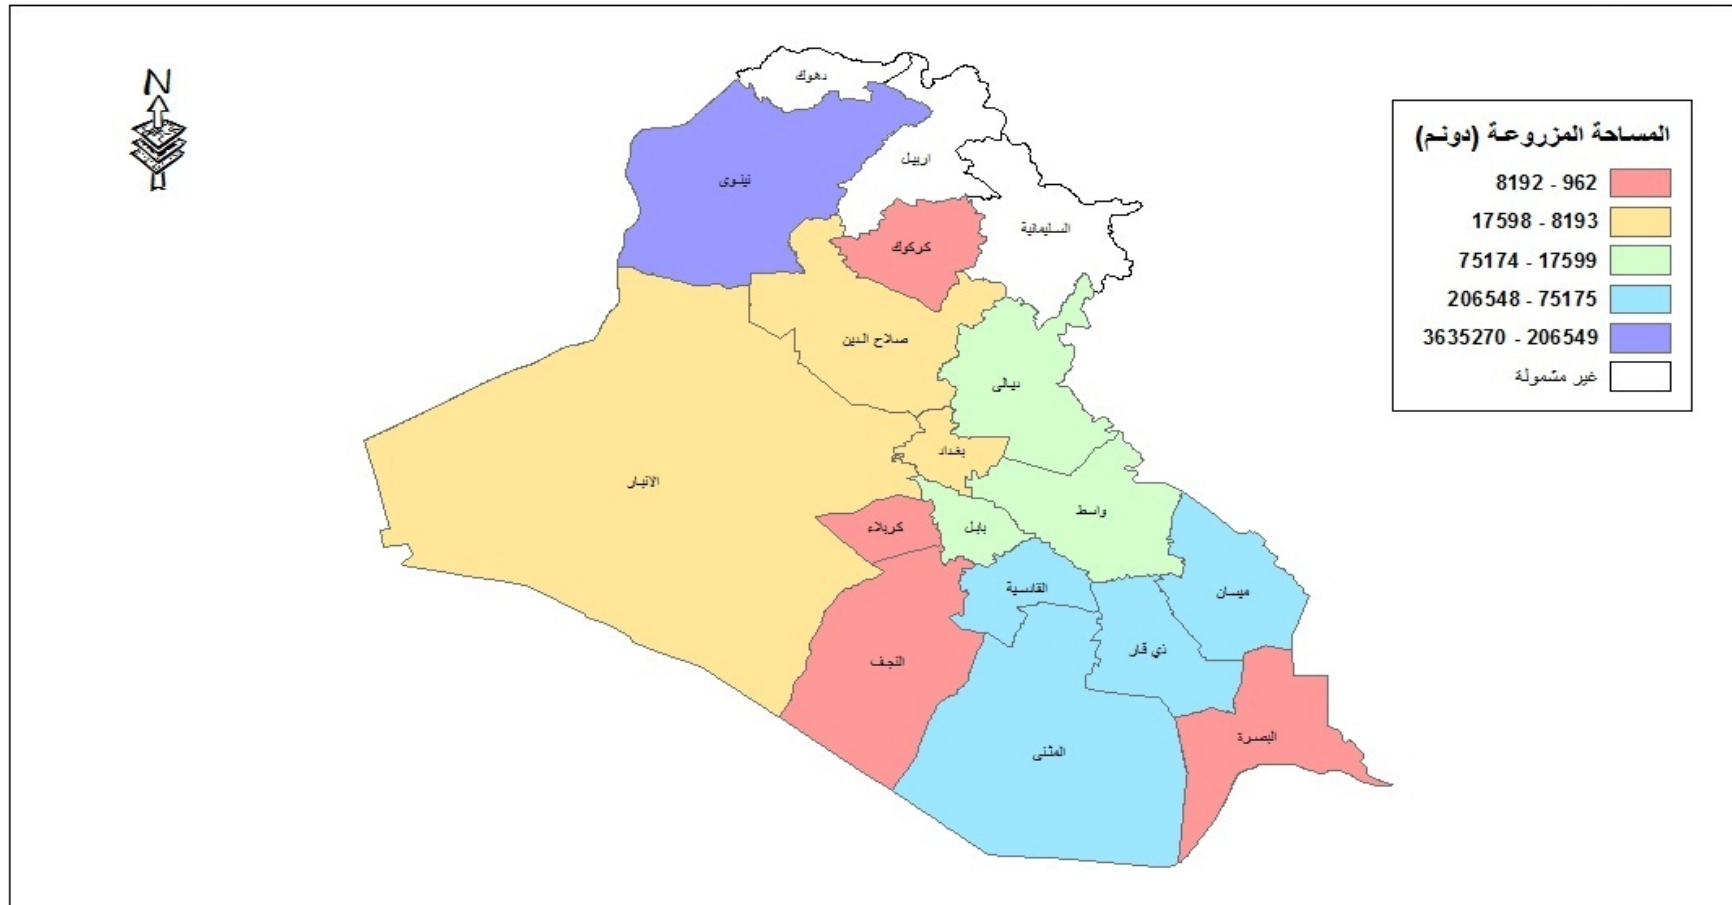 N
المساحة المزروعة (دونم)
8192 - 962
17598 - 8193
75174 - 17599
206548 - 75175
3635270 - 206549
غير مشمولة
دهوك
اربيل
نينوى
السليمانية
كركوك
صلاح الدين
ديالى
بغداد
الانبار
واسط
كربلاء
بابل
القادسية
ميسان
ذي قار
النجف
البصرة
المثنى